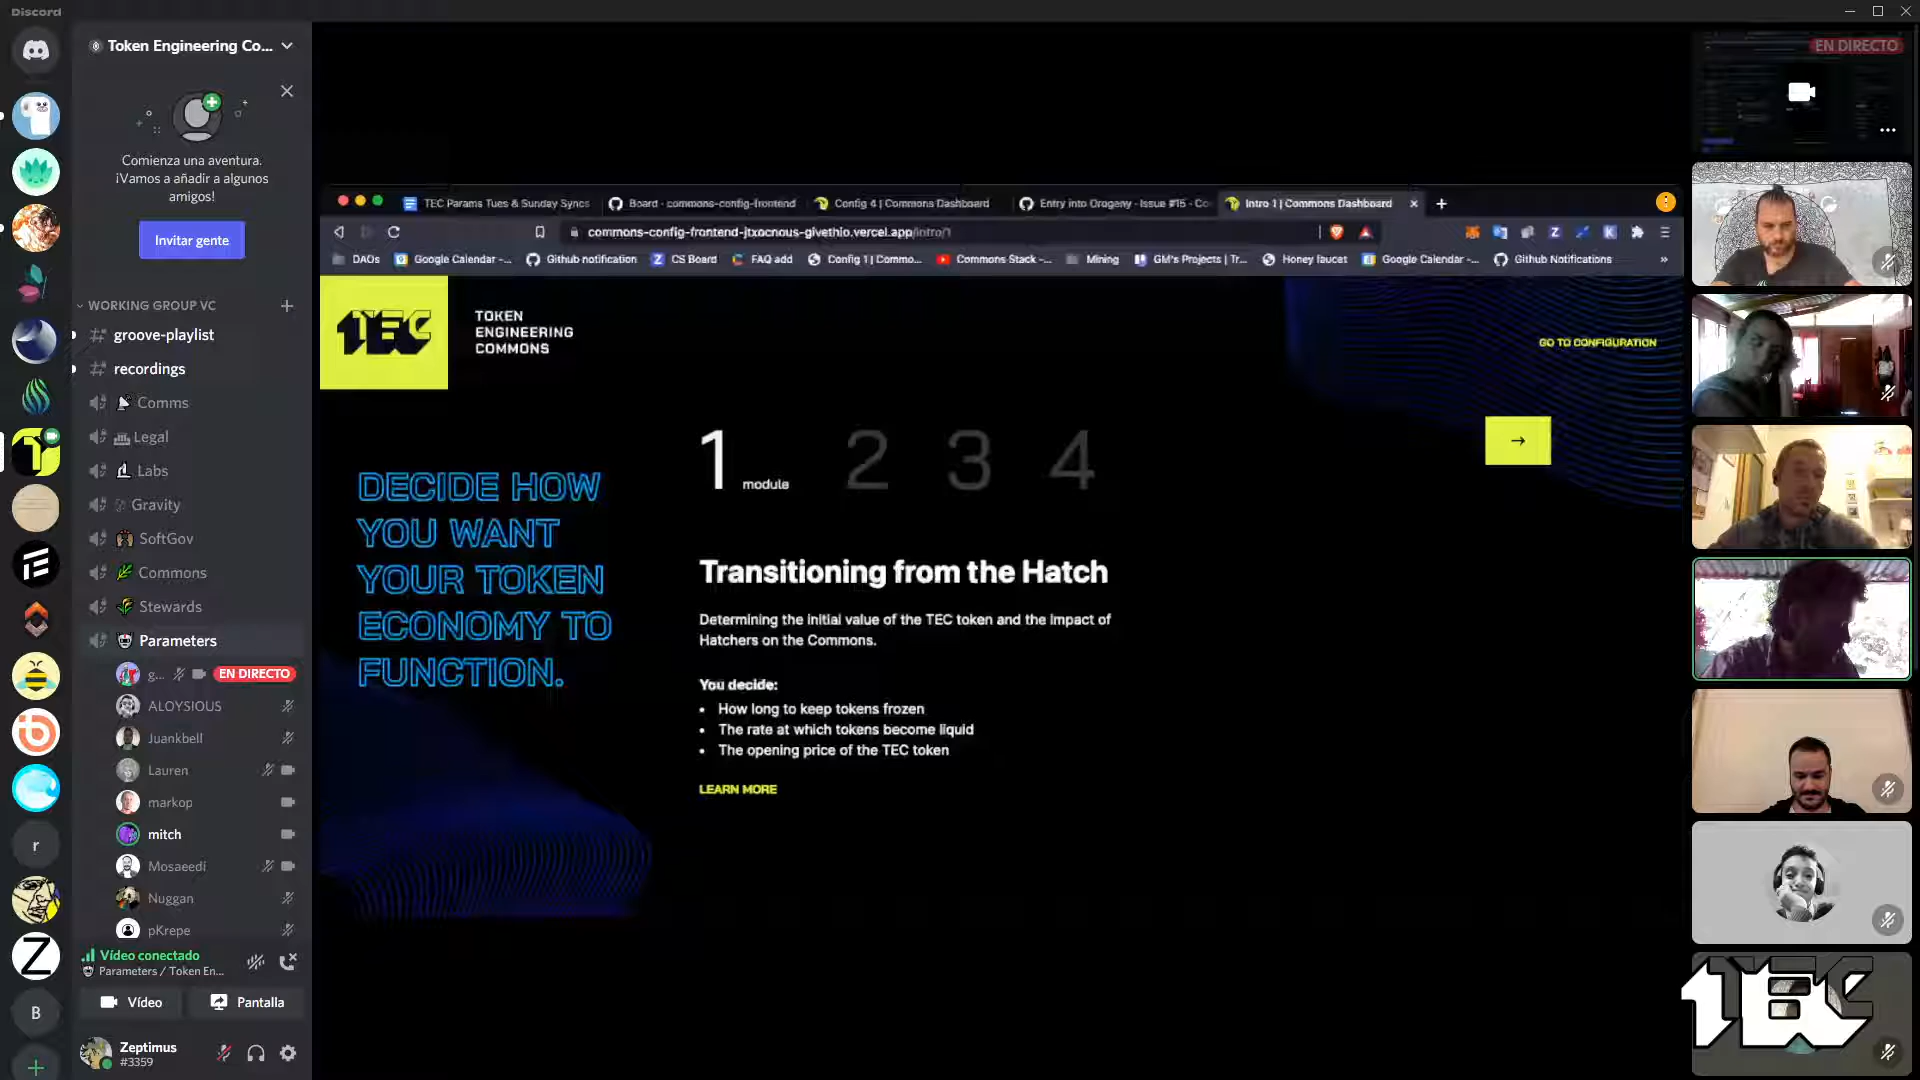 Discord
Token Engineering Co...
Comienza una aventura.
¡Vamos a añadir a algunos
amigos!
Invitar gente
WORKING GROUP VC
groove-playlist
recordings
Comms
Legal
Labs
Gravity
SoftGov
Commons
Stewards
Parameters
g... EN DIRECTO
ALOYSIOUS
Juankbell
Lauren
markop
mitch
Mosaeedi
Nuggan
pKrepe
Vídeo conectado
Parameters / Token En...
Vídeo
Pantalla
Zeptimus
#3359
r
B
TEC Params Tues & Sunday Syncs
Board - commons-config-frontend
Config 4 | Commons Dashboard
Entry into Orogeny - Issue #15 - Co
Intro 1 | Commons Dashboard
commons-config-frontend-jtxocnous-givethio.vercel.app/intro/1
DAOs
Google Calendar -...
Github notification
CS Board
FAQ add
Config 1 | Commo...
Commons Stack -...
Mining
GM's Projects | Tr...
Honey faucet
Google Calendar -...
Github Notifications
»
TEC
TOKEN
ENGINEERING
COMMONS
GO TO CONFIGURATION
DECIDE HOW
YOU WANT
YOUR TOKEN
ECONOMY TO
FUNCTION.
1 module 2 3 4
→
Transitioning from the Hatch
Determining the initial value of the TEC token and the impact of
Hatchers on the Commons.
You decide:
• How long to keep tokens frozen
• The rate at which tokens become liquid
• The opening price of the TEC token
LEARN MORE
EN DIRECTO
TEC